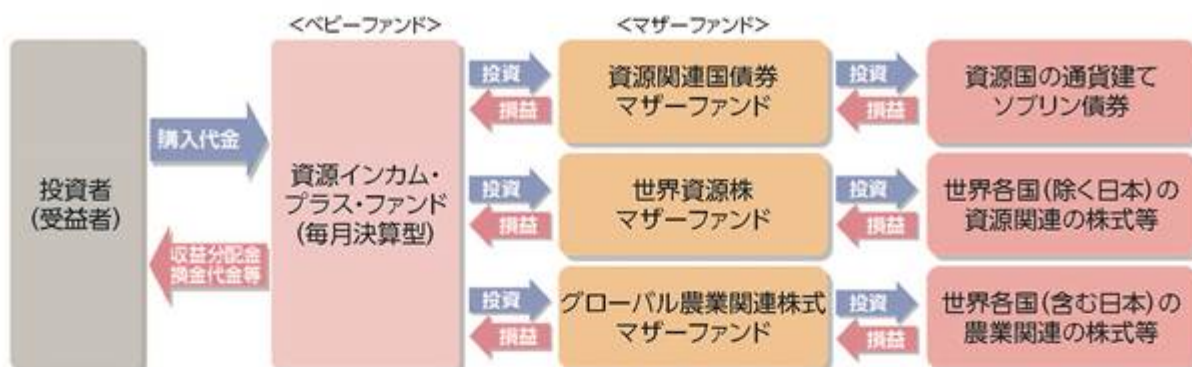 <ベビーファンド>
<マザーファンド>
投資者
(受益者)
購入代金
収益分配金
換金代金等
資源インカム・
プラス・ファンド
(毎月決算型)
投資
損益
資源関連国債券
マザーファンド
投資
損益
資源国の通貨建て
ソブリン債券
投資
損益
世界資源株
マザーファンド
投資
損益
世界各国(除く日本)の
資源関連の株式等
投資
損益
グローバル農業関連株式
マザーファンド
投資
損益
世界各国(含む日本)の
農業関連の株式等